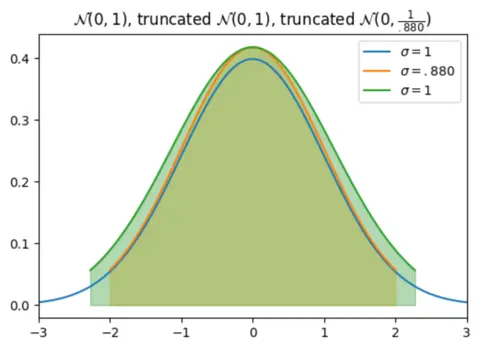 𝒩(0, 1), truncated 𝒩(0, 1), truncated 𝒩(0, 1/.880)
σ = 1
σ = .880
σ = 1
0.4
0.3
0.2
0.1
0.0
−3 −2 −1 0 1 2 3